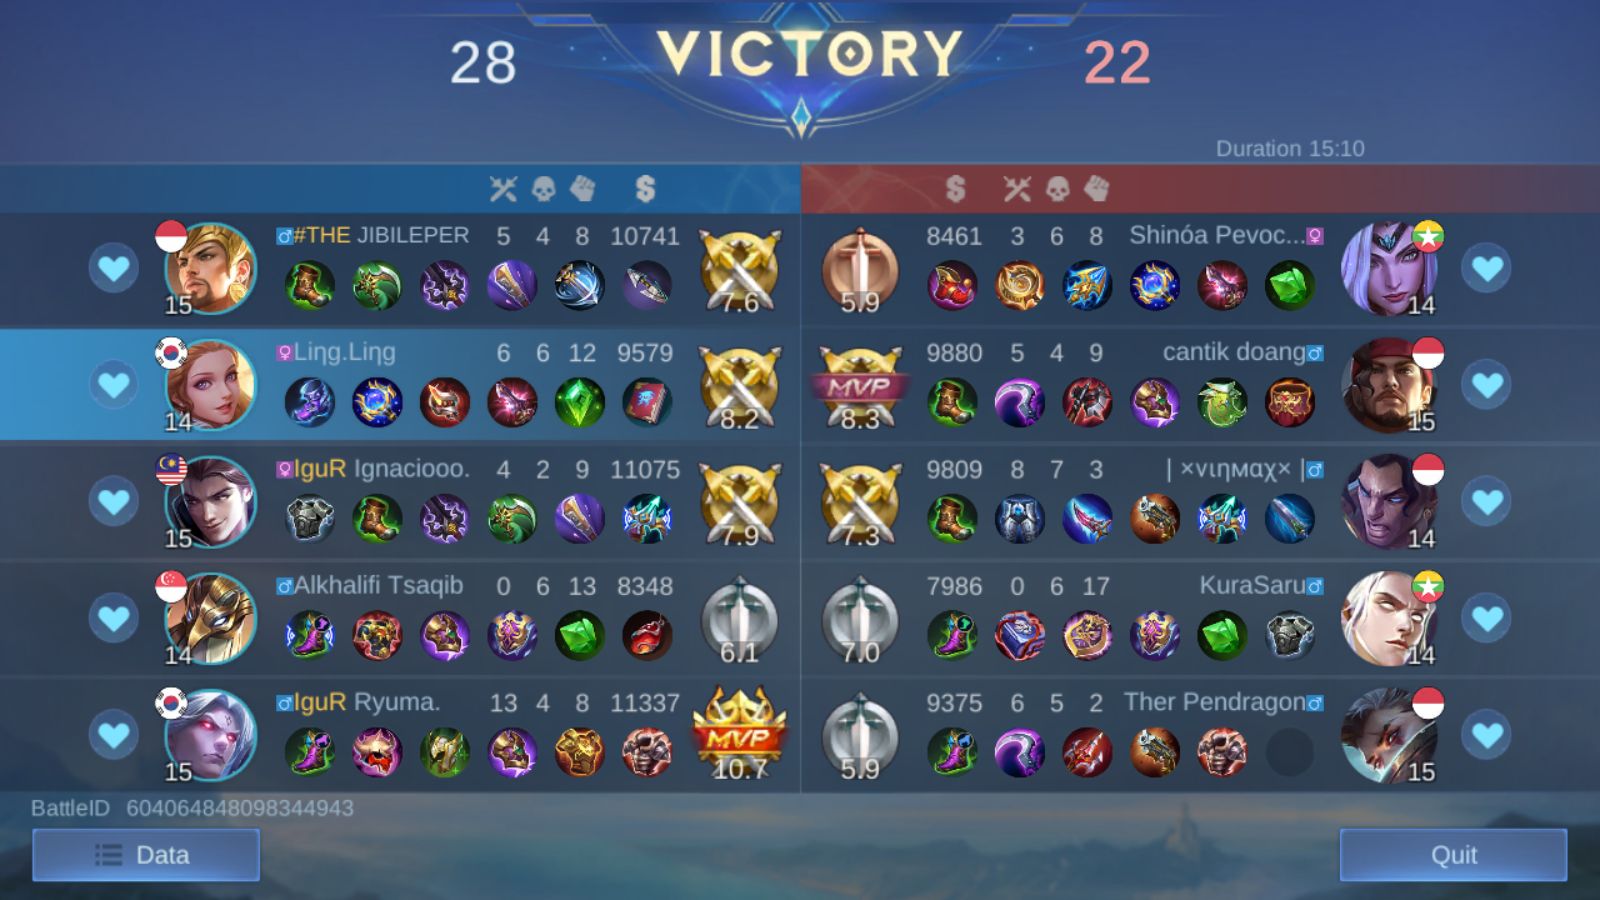 28 VICTORY 22
Duration 15:10
#THE JIBILEPER 5 4 8 10741
15 7.6
8461 3 6 8 Shinóa Pevoc...
5.9 14
Liηg.Liηg 6 6 12 9579
14 8.2
9880 5 4 9 cantik doang
MVP 8.3 15
IguR Ignaciooo. 4 2 9 11075
15 7.9
9809 8 7 3 | ×νιηмαχ× |
7.3 14
Alkhalifi Tsaqib 0 6 13 8348
14 6.1
7986 0 6 17 KuraSaru
7.0 14
IguR Ryuma. 13 4 8 11337
15 MVP 10.7
9375 6 5 2 Ther Pendragon
5.9 15
BattleID 604064848098344943
Data
Quit